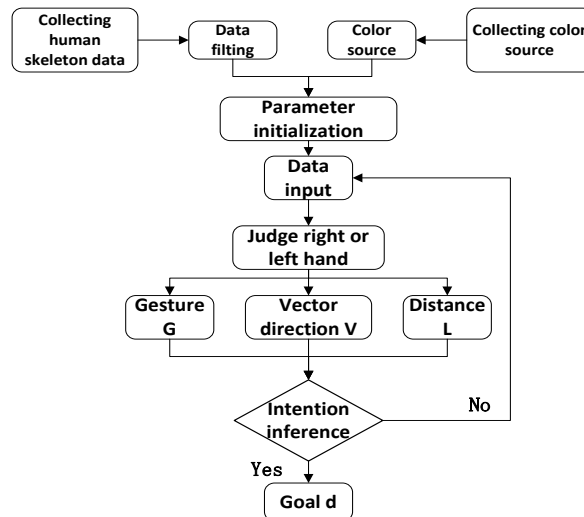 Collecting
human
skeleton data
Data
filting
Color
source
Collecting color
source
Parameter
initialization
Data
input
Judge right or
left hand
Gesture
G
Vector
direction V
Distance
L
Intention
inference
No
Yes
Goal d